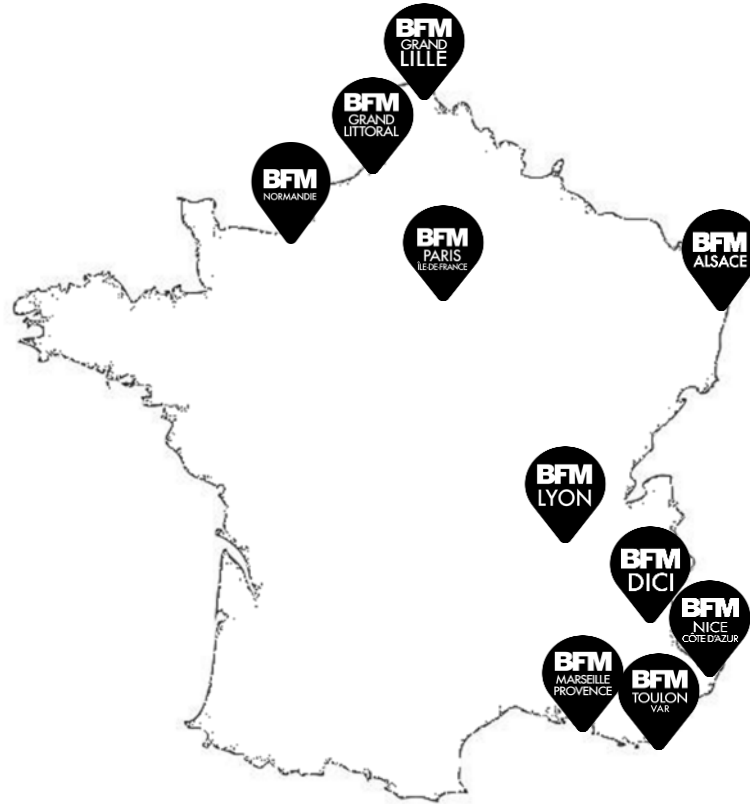 BFM
GRAND
LILLE
BFM
GRAND
LITTORAL
BFM
NORMANDIE
BFM
PARIS
ÎLE-DE-FRANCE
BFM
ALSACE
BFM
LYON
BFM
DICI
BFM
NICE
CÔTE D'AZUR
BFM
MARSEILLE
PROVENCE
BFM
TOULON
VAR